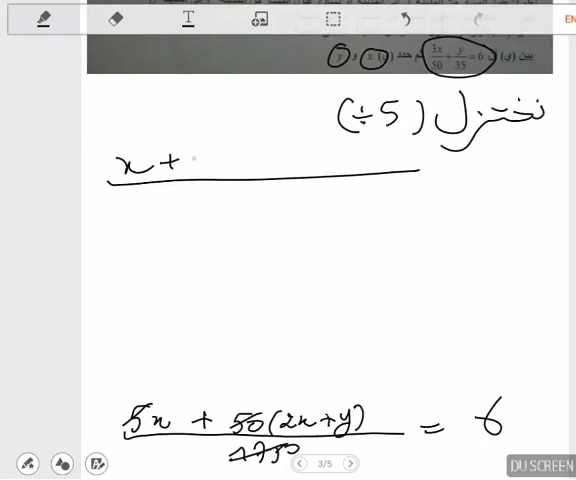 T
EN
بين (ي) أن 3x/50 + y/35 = 6 ثم حدد (ي) x و y
نختزل (÷5)
x +
5x + 50(2x+y) / 1750 = 6
3/5
DU SCREEN